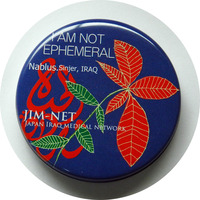 I AM NOT
EPHEMERAL
Nablus, Sinjer, IRAQ
JIM-NET
JAPAN IRAQ MEDICAL NETWORK